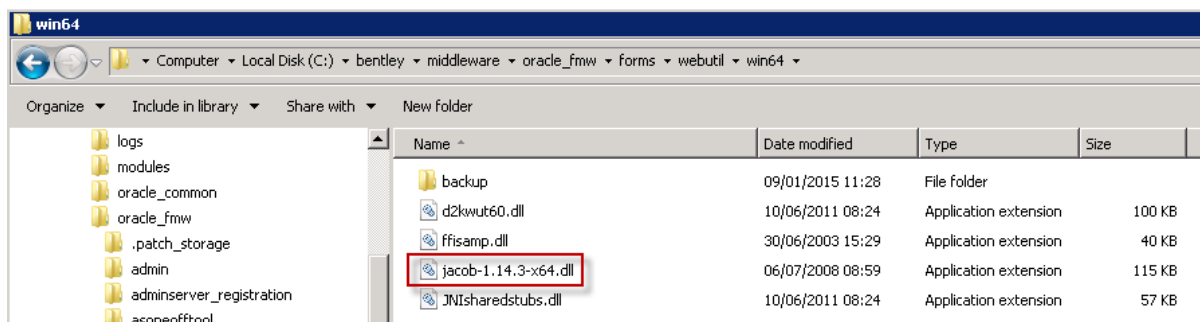 win64
Computer Local Disk (C:) bentley middleware oracle_fmw forms webutil win64
Organize Include in library Share with New folder
logs
modules
oracle_common
oracle_fmw
.patch_storage
admin
adminserver_registration
asoneofftool
Name Date modified Type Size
backup 09/01/2015 11:28 File folder
d2kwut60.dll 10/06/2011 08:24 Application extension 100 KB
ffisamp.dll 30/06/2003 15:29 Application extension 40 KB
jacob-1.14.3-x64.dll 06/07/2008 08:59 Application extension 115 KB
JNIsharedstubs.dll 10/06/2011 08:24 Application extension 57 KB